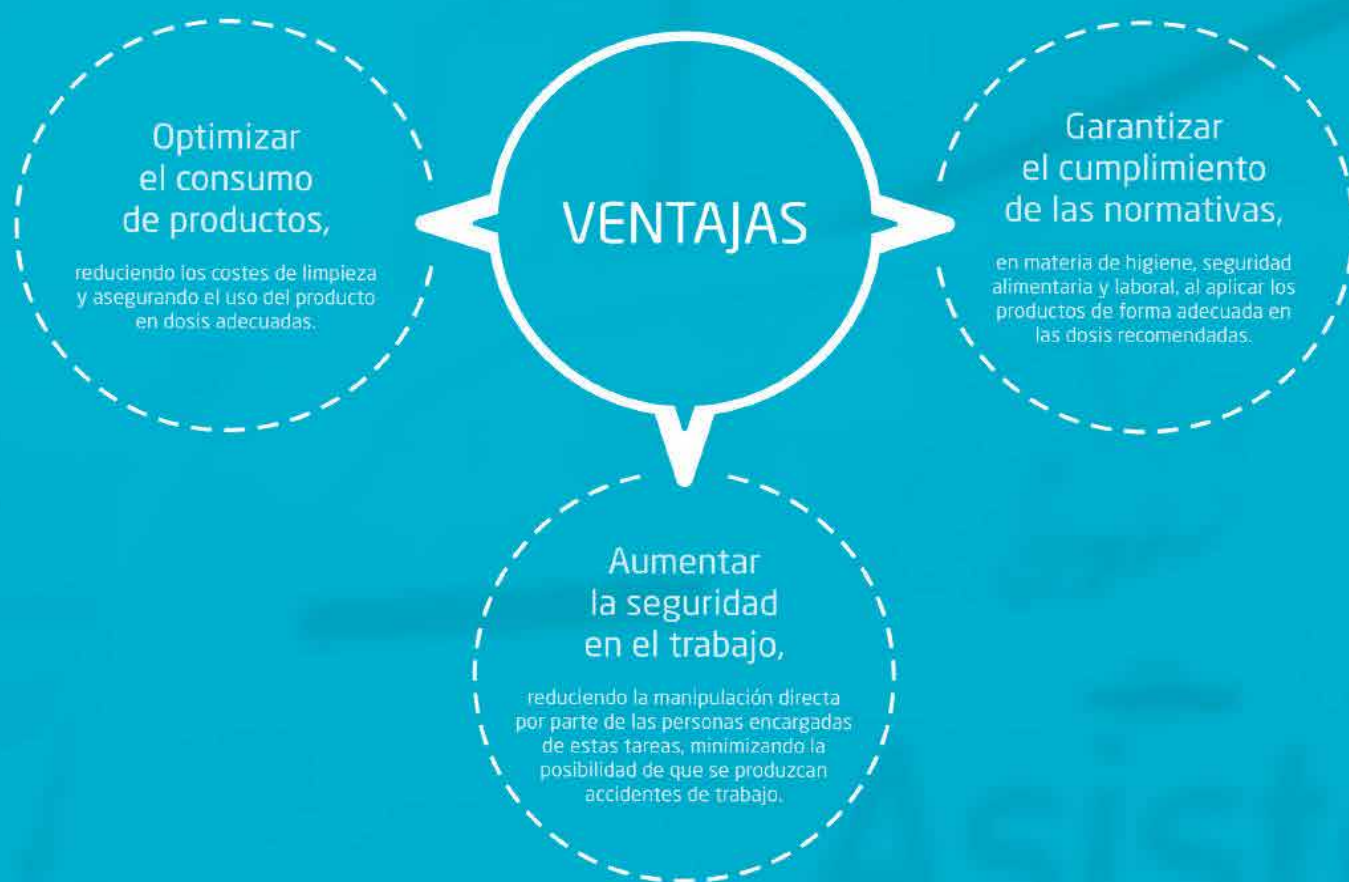 Optimizar
el consumo
de productos,
reduciendo los costes de limpieza
y asegurando el uso del producto
en dosis adecuadas.
VENTAJAS
Garantizar
el cumplimiento
de las normativas,
en materia de higiene, seguridad
alimentaria y laboral, al aplicar los
productos de forma adecuada en
las dosis recomendadas.
Aumentar
la seguridad
en el trabajo,
reduciendo la manipulación directa
por parte de las personas encargadas
de estas tareas, minimizando la
posibilidad de que se produzcan
accidentes de trabajo.